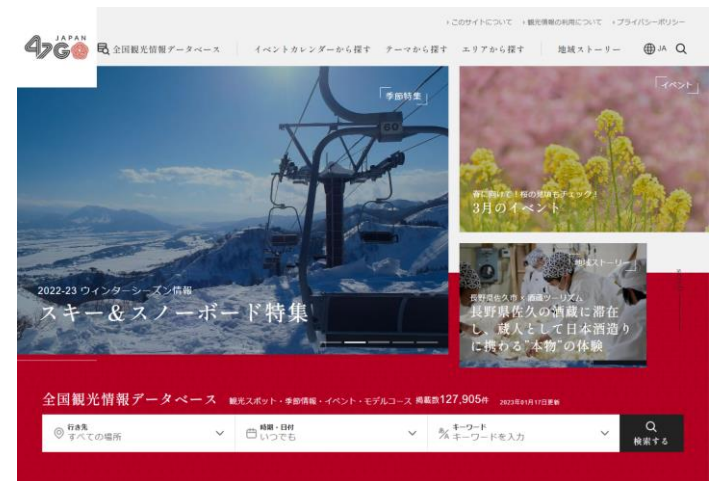 ›このサイトについて ›観光情報の利用について ›プライバシーポリシー
JAPAN
47GO
全国観光情報データベース イベントカレンダーから探す テーマから探す エリアから探す 地域ストーリー JA
「季節特集」
60
2022-23 ウィンターシーズン情報
スキー&スノーボード特集
「イベント」
春に向けて!桜の見頃もチェック!
3月のイベント
地域ストーリー」
長野県佐久市×酒蔵ツーリズム
長野県佐久の酒蔵に滞在
し、蔵人として日本酒造り
に携わる"本物"の体験
全国観光情報データベース 観光スポット・季節情報・イベント・モデルコース 掲載数127,905件 2023年01月17日更新
行き先
すべての場所
時期・日付
いつでも
キーワード
キーワードを入力
検索する